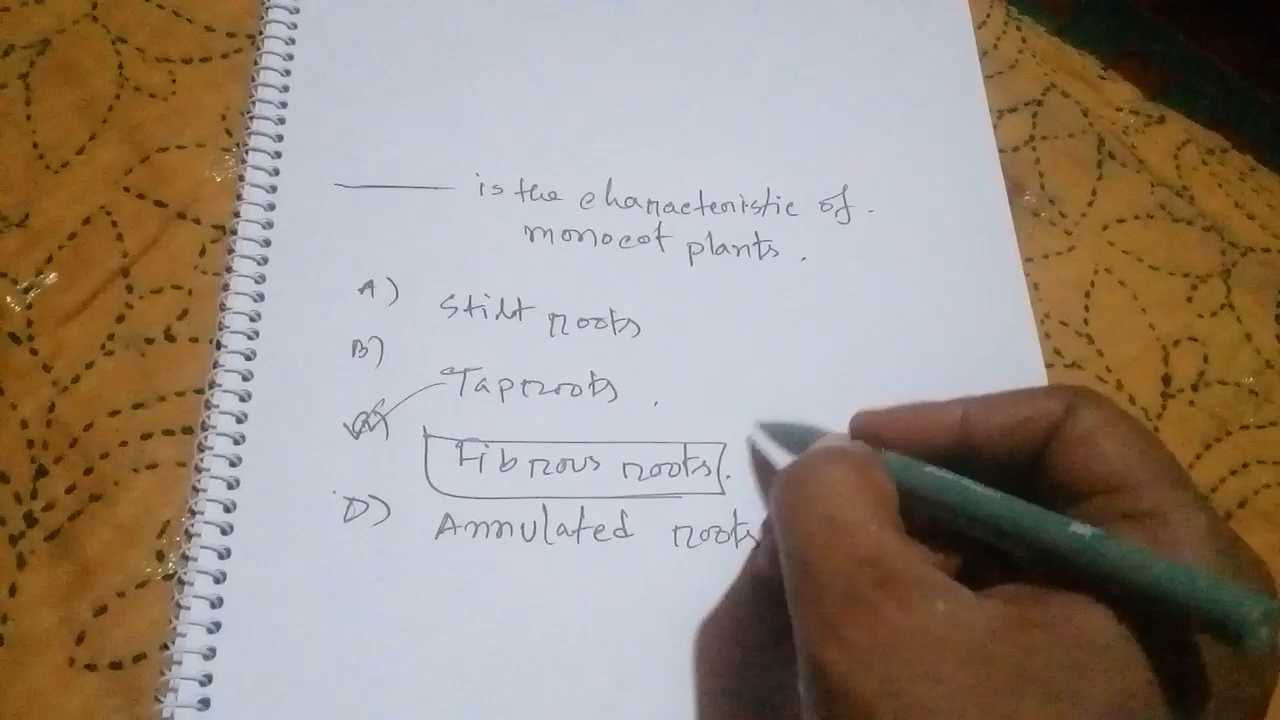 ______ is the characteristic of.
monocot plants.
A) Stilt roots
B) Taproots.
Fibrous roots.
D) Annulated roots